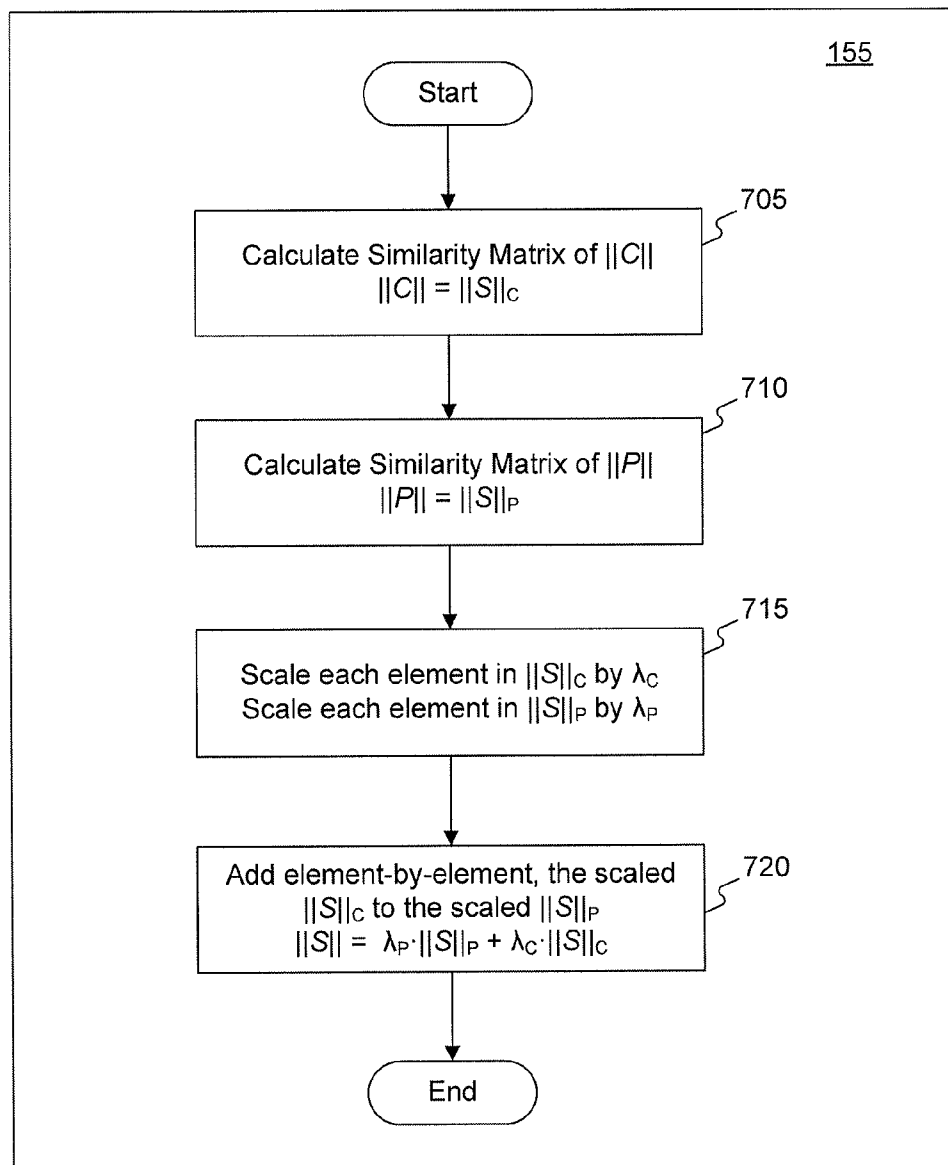 155
Start
705
Calculate Similarity Matrix of ||C||
||C|| = ||S||C
710
Calculate Similarity Matrix of ||P||
||P|| = ||S||P
715
Scale each element in ||S||C by λC
Scale each element in ||S||P by λP
720
Add element-by-element, the scaled
||S||C to the scaled ||S||P
||S|| = λP·||S||P + λC·||S||C
End